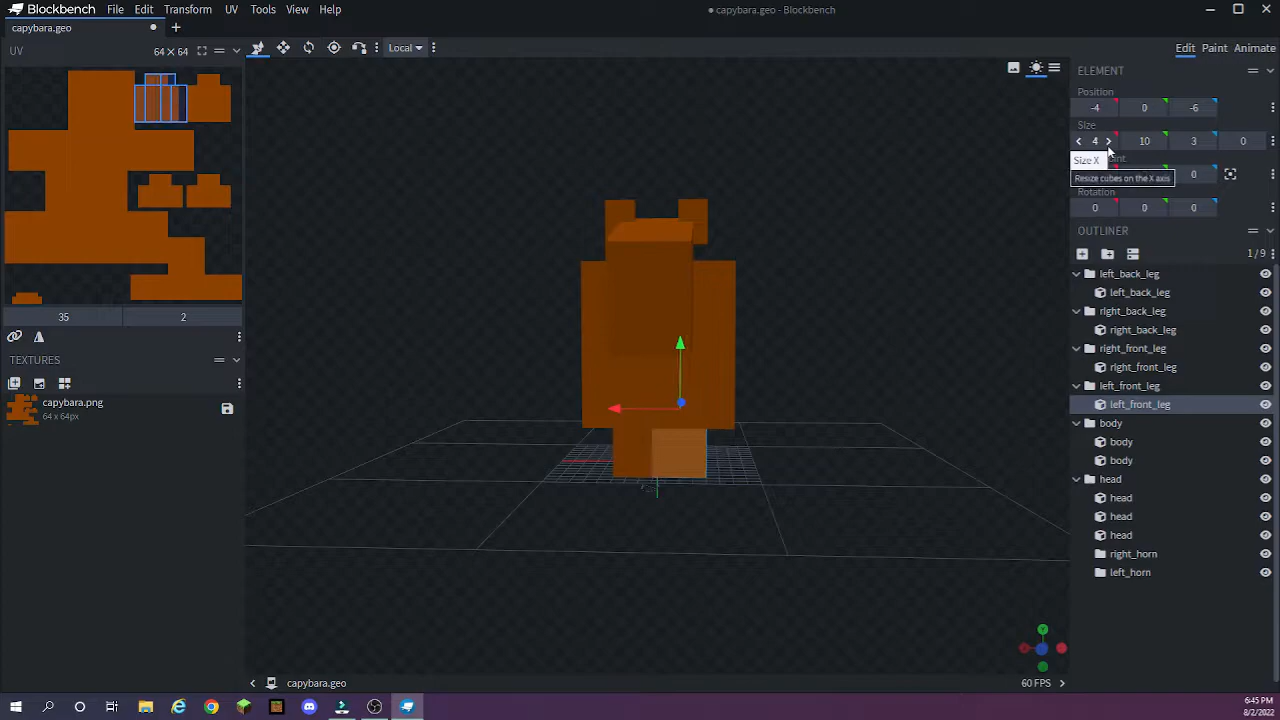 Blockbench File Edit Transform UV Tools View Help
capybara.geo - Blockbench
capybara.geo
UV 64 × 64
Local
Edit Paint Animate
ELEMENT
Position
-4 0 -6
Size
4 10 3 0
Size X
Resize cubes on the X axis
0
Rotation
0 0 0
OUTLINER
1/9
left_back_leg
left_back_leg
right_back_leg
right_back_leg
right_front_leg
right_front_leg
left_front_leg
left_front_leg
body
body
body
head
head
head
head
right_horn
left_horn
35 2
TEXTURES
capybara.png
64 x 64px
capybara.geo
60 FPS
6:45 PM
8/2/2022